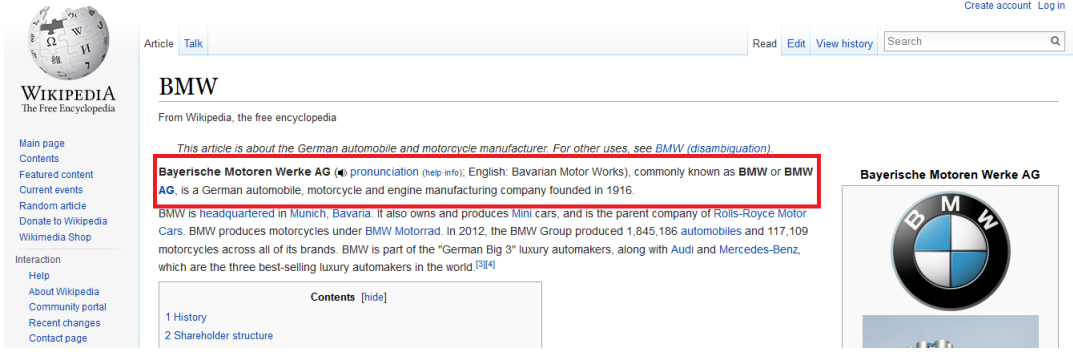 Create account Log in
WIKIPEDIA
The Free Encyclopedia
Main page
Contents
Featured content
Current events
Random article
Donate to Wikipedia
Wikimedia Shop
Interaction
Help
About Wikipedia
Community portal
Recent changes
Contact page
Article Talk
Read Edit View history Search
BMW
From Wikipedia, the free encyclopedia
This article is about the German automobile and motorcycle manufacturer. For other uses, see BMW (disambiguation).
Bayerische Motoren Werke AG (pronunciation (help·info); English: Bavarian Motor Works), commonly known as BMW or BMW
AG, is a German automobile, motorcycle and engine manufacturing company founded in 1916.
BMW is headquartered in Munich, Bavaria. It also owns and produces Mini cars, and is the parent company of Rolls-Royce Motor
Cars. BMW produces motorcycles under BMW Motorrad. In 2012, the BMW Group produced 1,845,186 automobiles and 117,109
motorcycles across all of its brands. BMW is part of the "German Big 3" luxury automakers, along with Audi and Mercedes-Benz,
which are the three best-selling luxury automakers in the world.[3][4]
Contents [hide]
1 History
2 Shareholder structure
Bayerische Motoren Werke AG
BMW